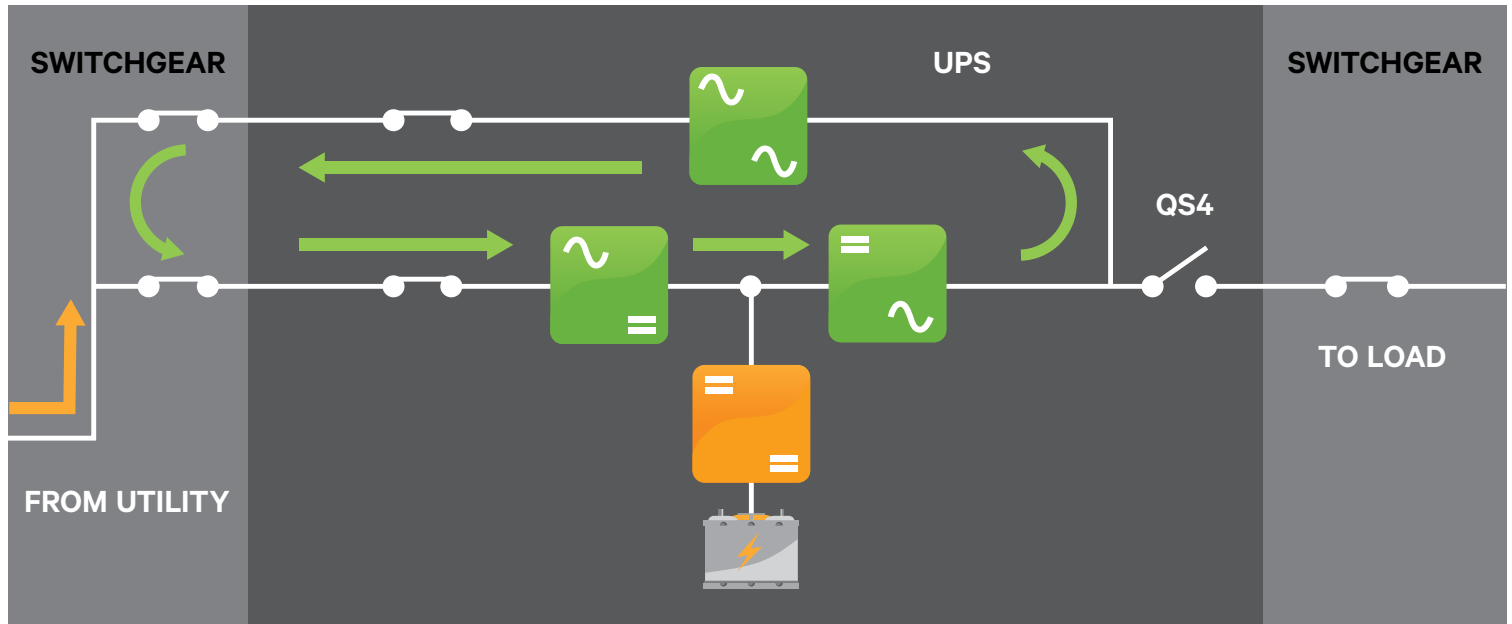 SWITCHGEAR
UPS
SWITCHGEAR
QS4
TO LOAD
FROM UTILITY